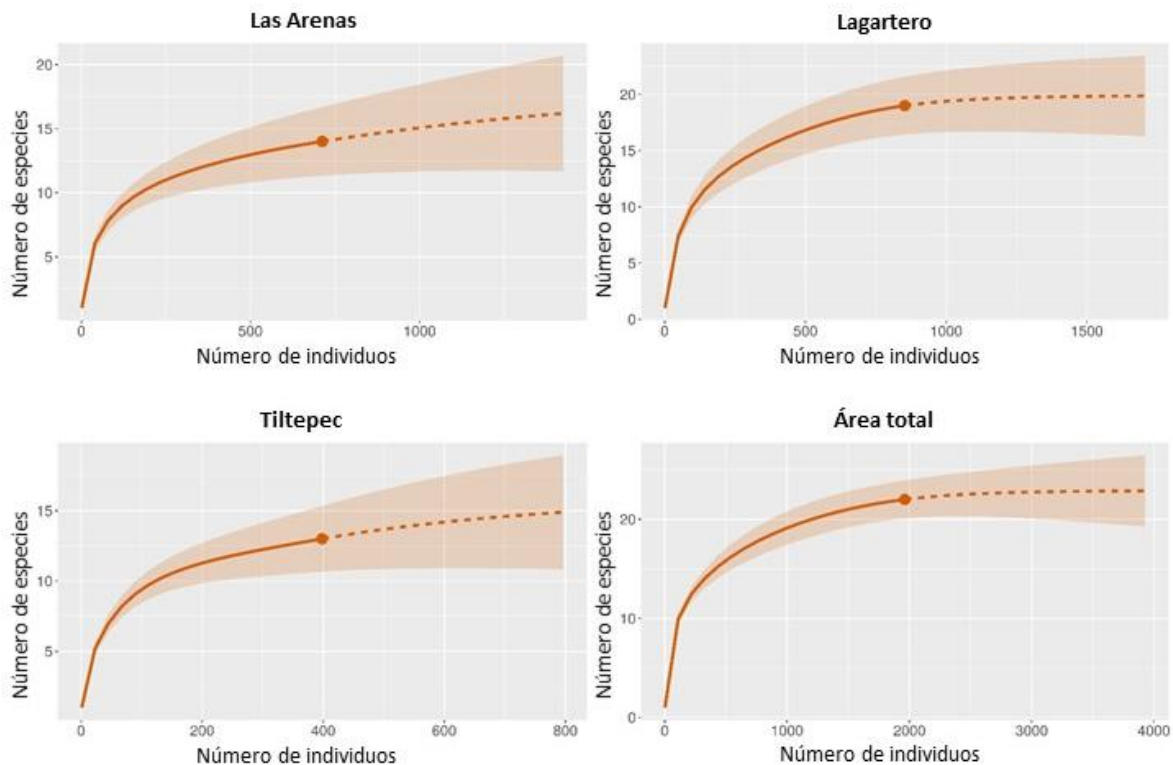 Las Arenas
Número de especies
20
15
10
5
0
500
1000
Número de individuos
Lagartero
Número de especies
20
15
10
5
0
0
500
1000
1500
Número de individuos
Tiltepec
Número de especies
15
10
5
0
200
400
600
800
Número de individuos
Área total
Número de especies
20
10
0
0
1000
2000
3000
4000
Número de individuos